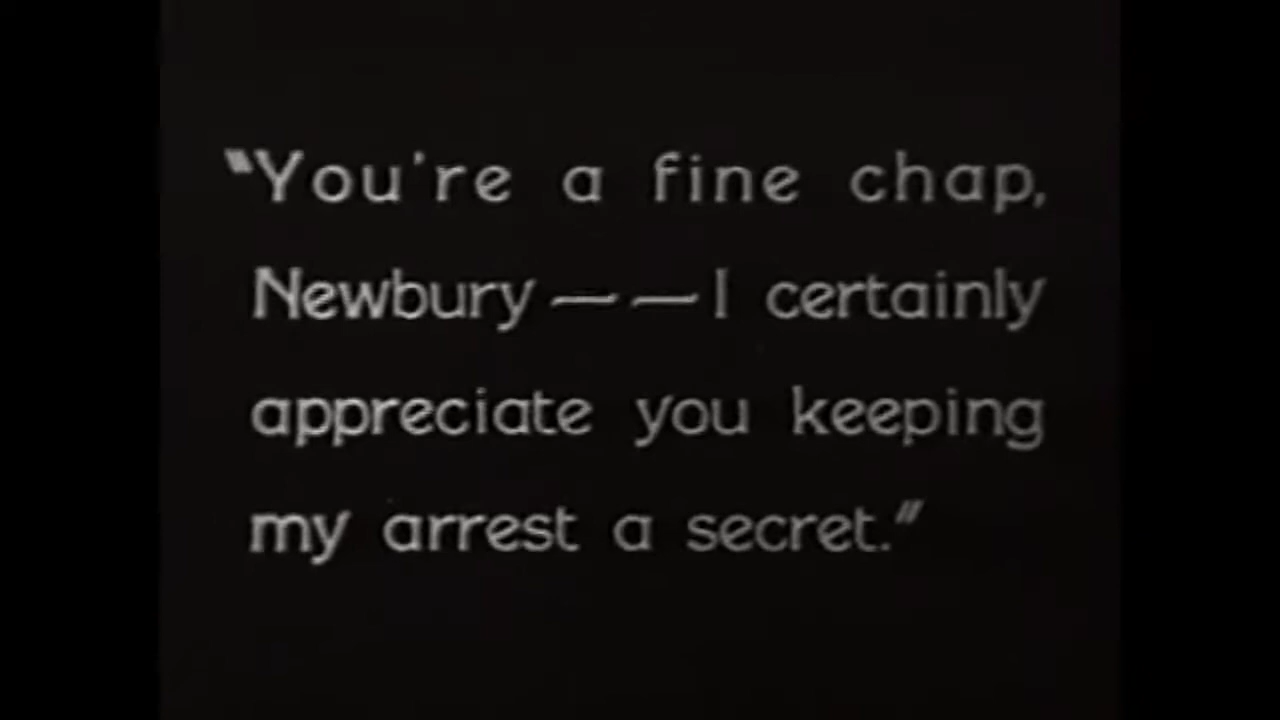 "You're a fine chap,
Newbury — — I certainly
appreciate you keeping
my arrest a secret."